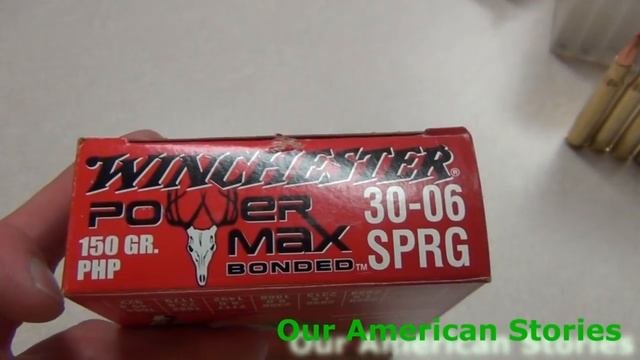 WINCHESTER®
POWER
MAX
BONDED™
150 GR.
PHP
30-06
SPRG
Our American Stories